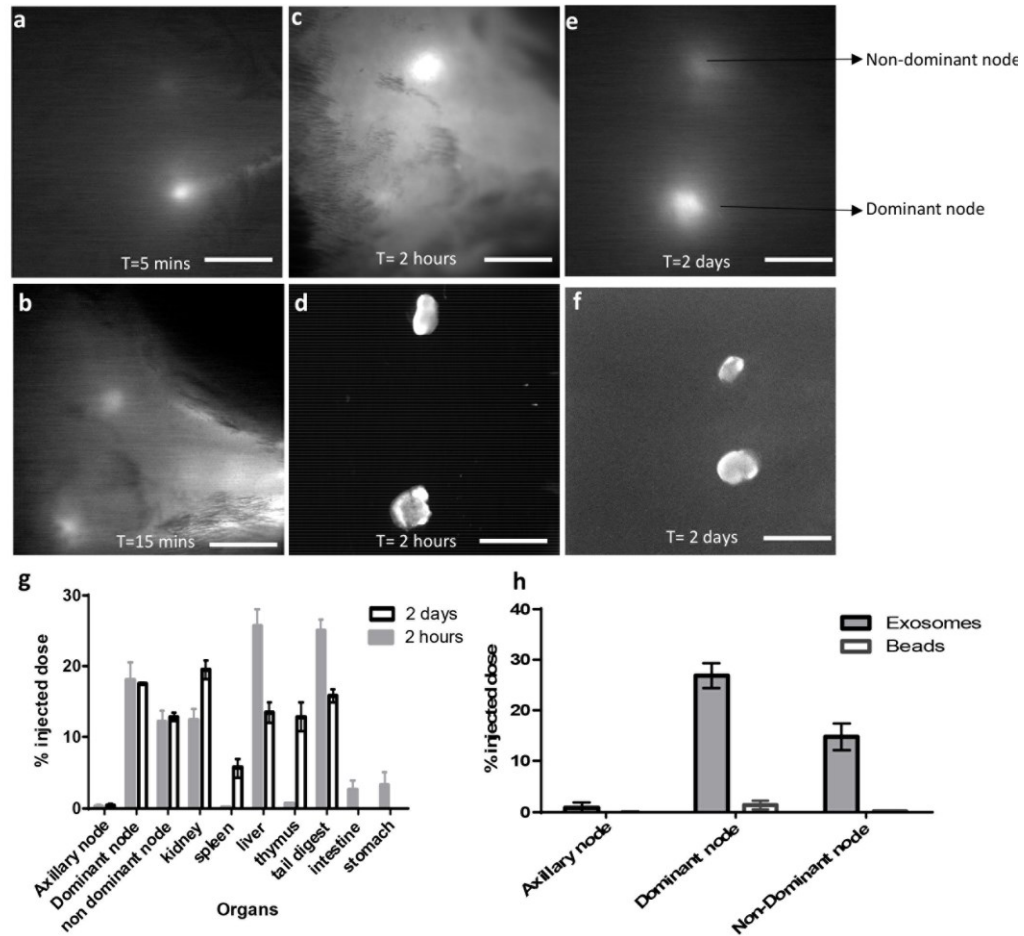 a
T=5 mins
c
T= 2 hours
e
Non-dominant node
Dominant node
T=2 days
b
T=15 mins
d
T= 2 hours
f
T= 2 days
g
30
20
10
0
% injected dose
2 days
2 hours
Axillary node
Dominant node
non dominant node
kidney
spleen
liver
thymus
tail digest
intestine
stomach
Organs
h
40
30
20
10
0
% injected dose
Exosomes
Beads
Axillary node
Dominant node
Non-Dominant node